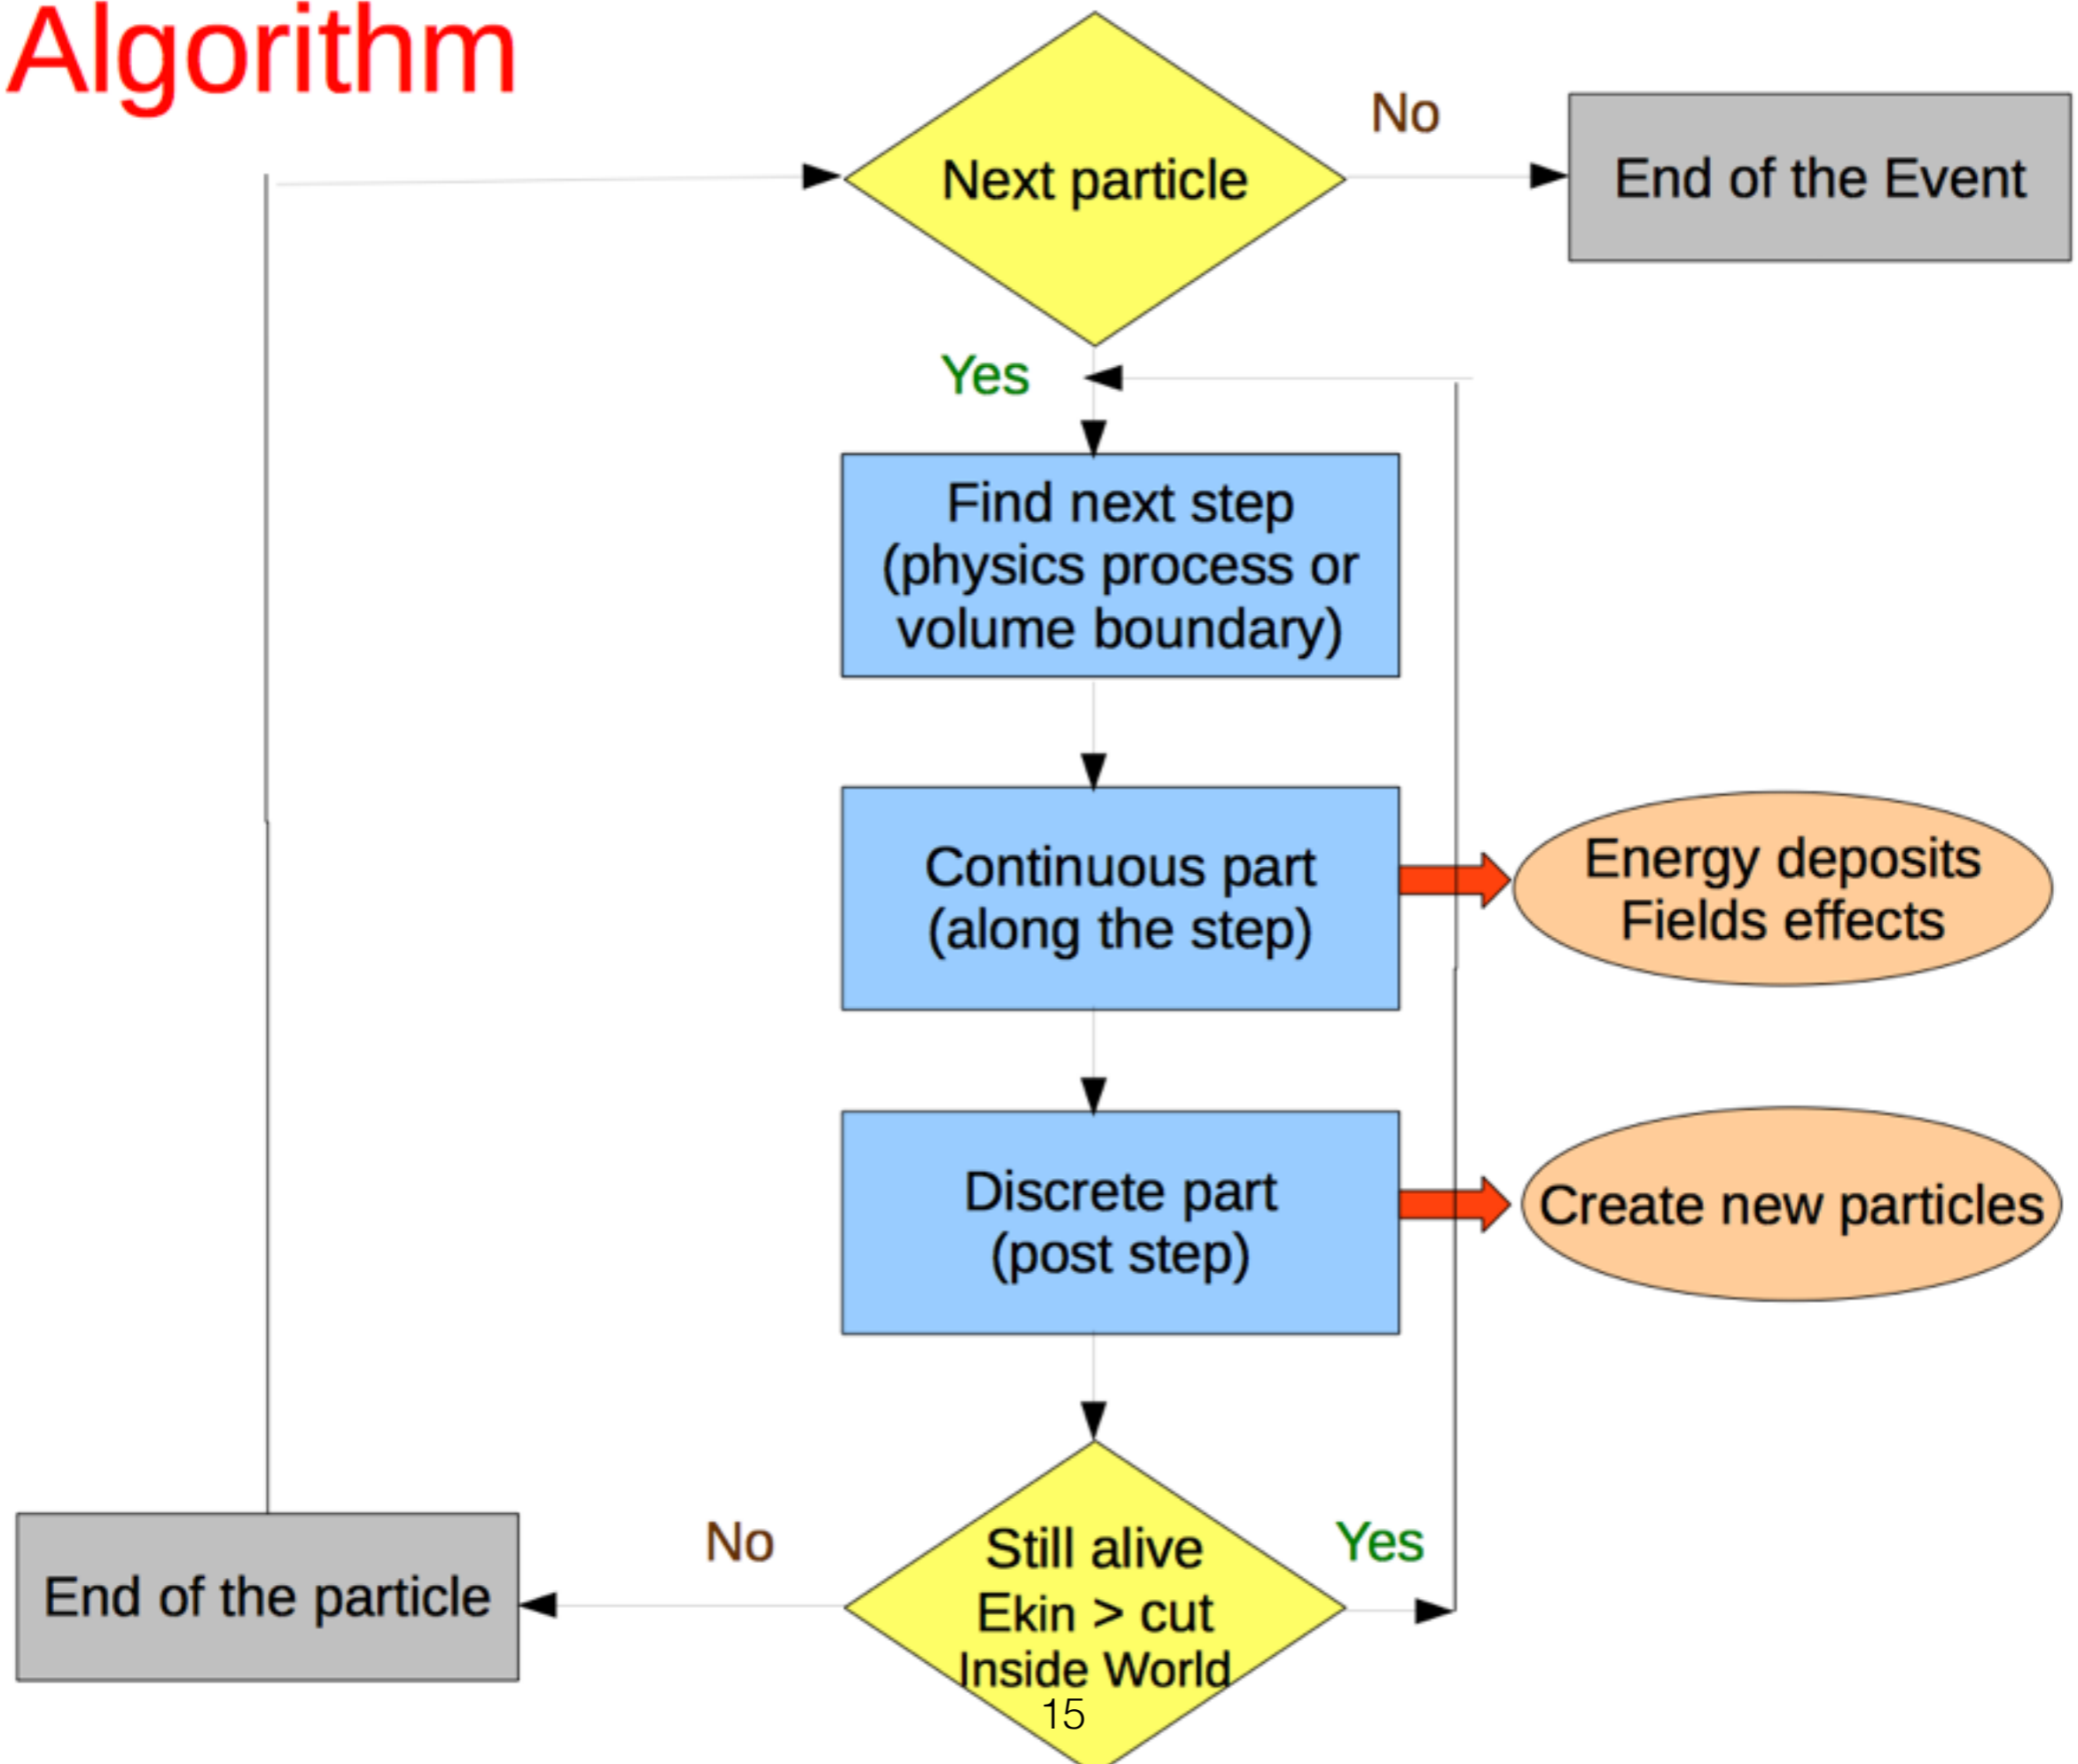 Algorithm
Next particle
No
End of the Event
Yes
Find next step
(physics process or
volume boundary)
Continuous part
(along the step)
Energy deposits
Fields effects
Discrete part
(post step)
Create new particles
Still alive
Ekin > cut
Inside World
Yes
No
End of the particle
15